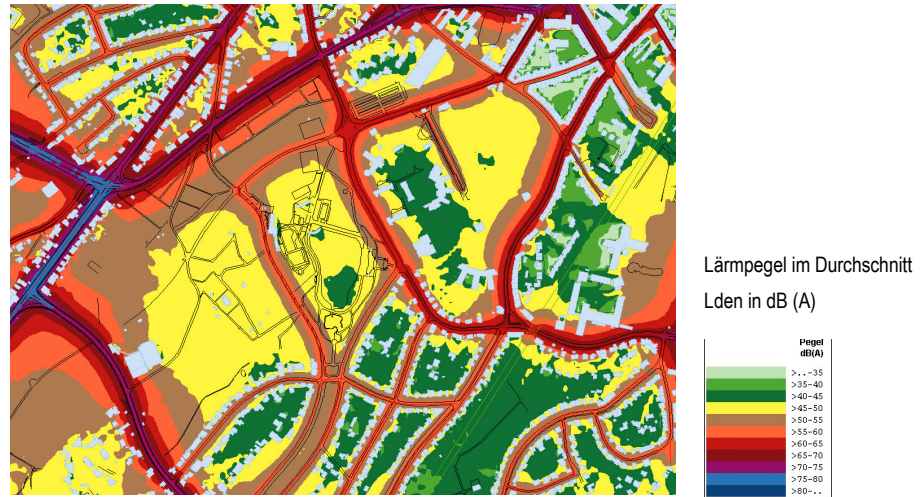 Lärmpegel im Durchschnitt
Lden in dB (A)
Pegel
dB(A)
>..-35
>35-40
>40-45
>45-50
>50-55
>55-60
>60-65
>65-70
>70-75
>75-80
>80-..